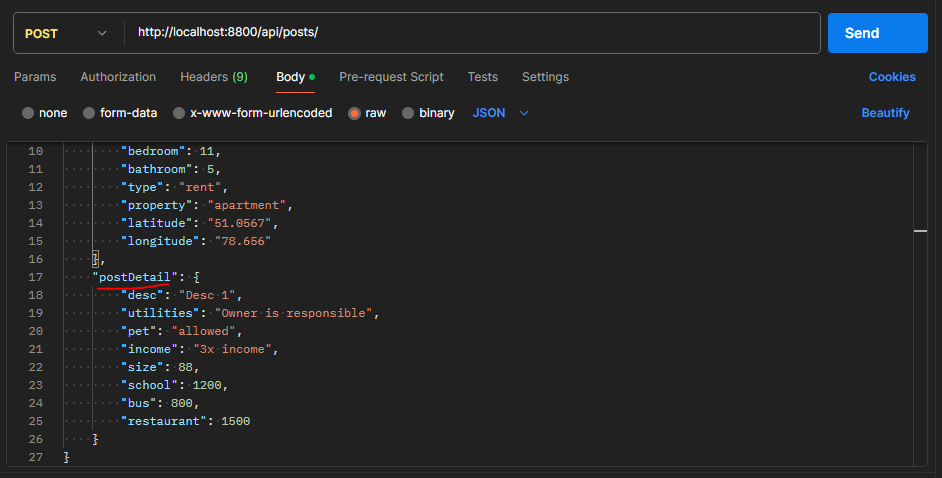 POST http://localhost:8800/api/posts/ Send
Params Authorization Headers (9) Body Pre-request Script Tests Settings Cookies
none form-data x-www-form-urlencoded raw binary JSON Beautify
10 "bedroom": 11,
11 "bathroom": 5,
12 "type": "rent",
13 "property": "apartment",
14 "latitude": "51.0567",
15 "longitude": "78.656"
16 },
17 "postDetail": {
18 "desc": "Desc 1",
19 "utilities": "Owner is responsible",
20 "pet": "allowed",
21 "income": "3x income",
22 "size": 88,
23 "school": 1200,
24 "bus": 800,
25 "restaurant": 1500
26 }
27 }